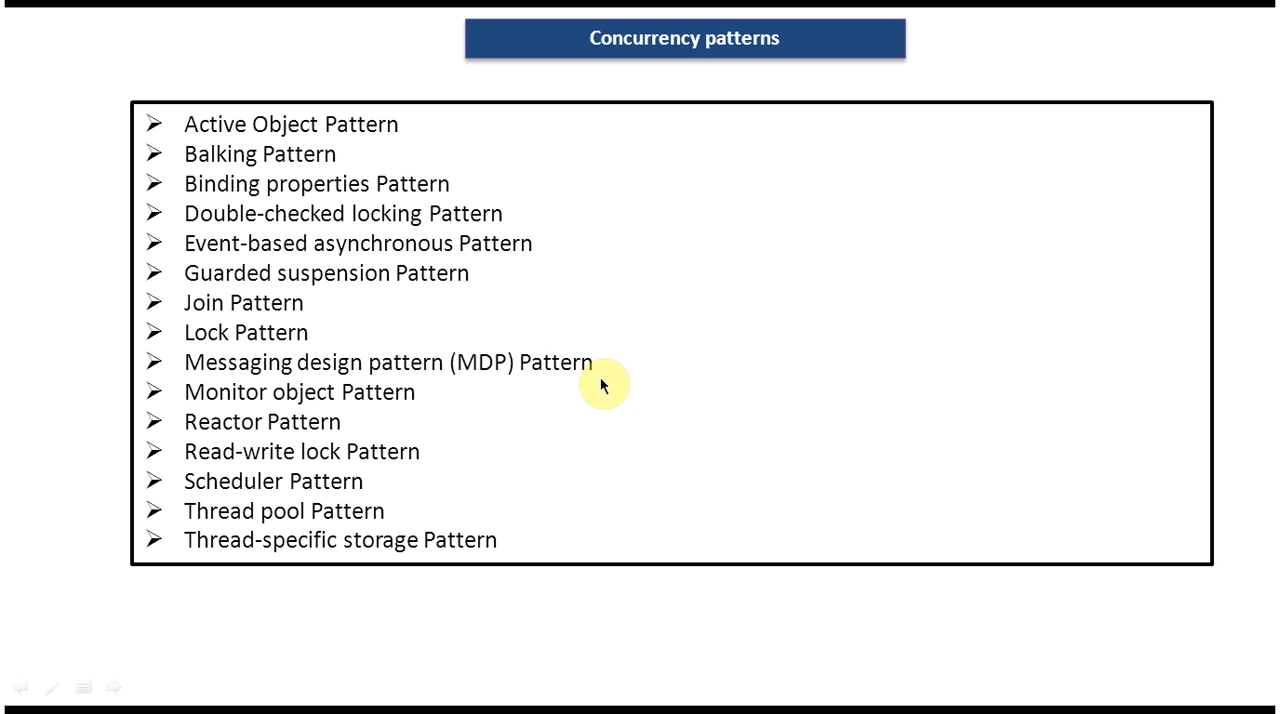 Concurrency patterns
Active Object Pattern
Balking Pattern
Binding properties Pattern
Double-checked locking Pattern
Event-based asynchronous Pattern
Guarded suspension Pattern
Join Pattern
Lock Pattern
Messaging design pattern (MDP) Pattern
Monitor object Pattern
Reactor Pattern
Read-write lock Pattern
Scheduler Pattern
Thread pool Pattern
Thread-specific storage Pattern